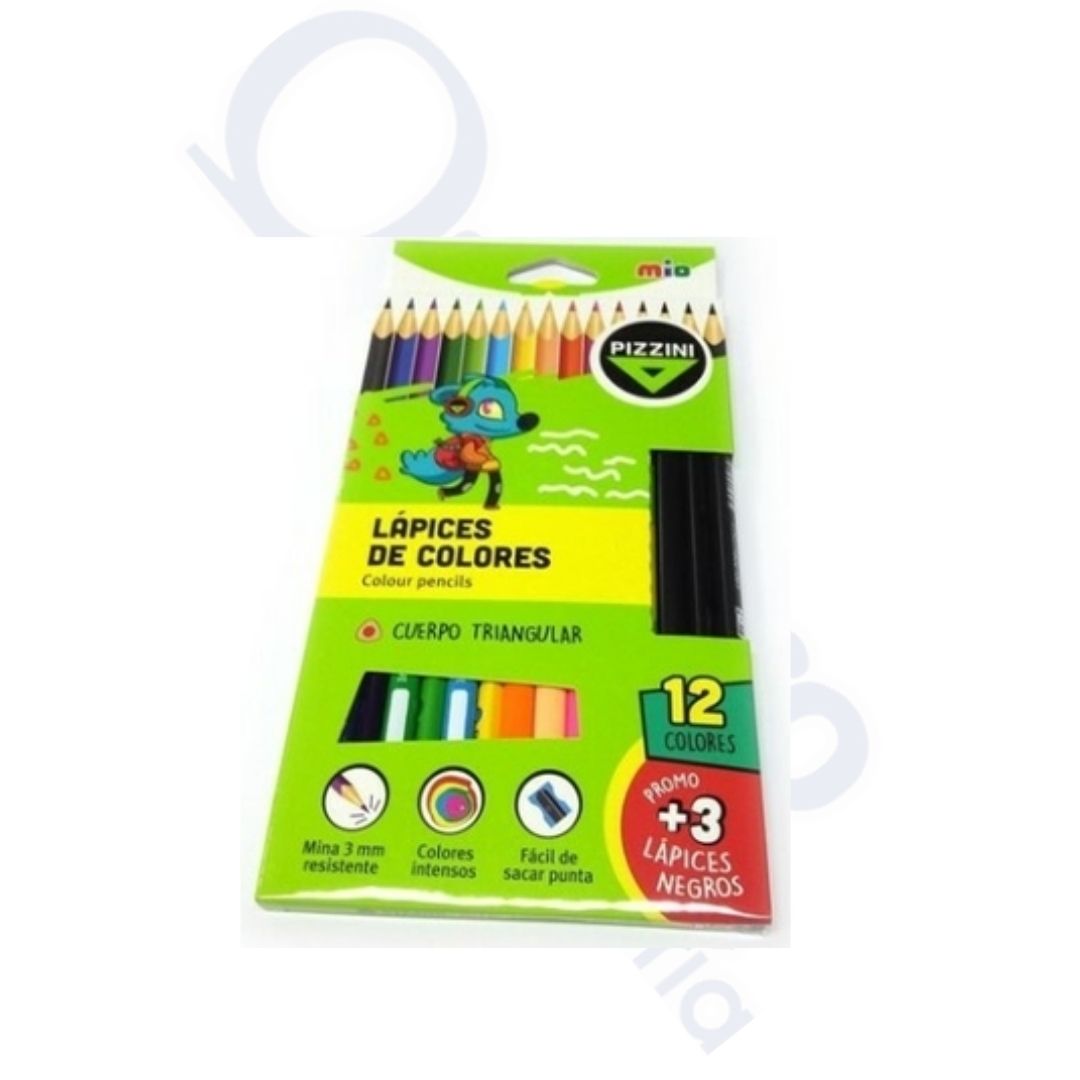 mio
PIZZINI
LÁPICES
DE COLORES
Colour pencils
CUERPO TRIANGULAR
12
COLORES
PROMO
+3
LÁPICES
NEGROS
Mina 3 mm
resistente
Colores
intensos
Fácil de
sacar punta